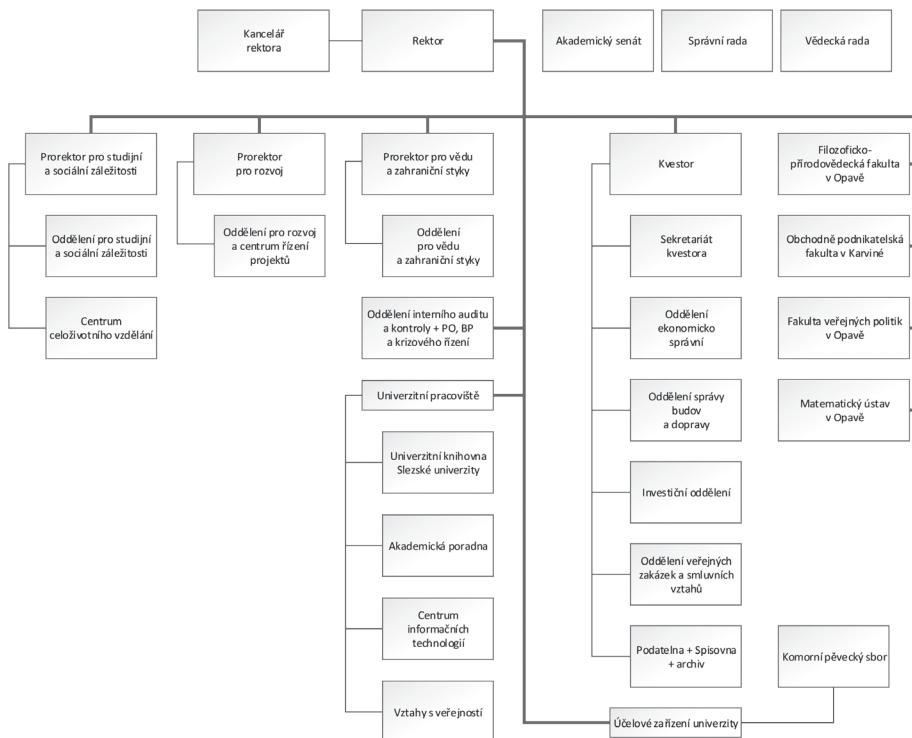 Kancelář
rektora
Rektor
Akademický senát
Správní rada
Vědecká rada
Prorektor pro studijní
a sociální záležitosti
Prorektor
pro rozvoj
Prorektor pro vědu
a zahraniční styky
Kvestor
Filozoficko-
přírodovědecká fakulta
v Opavě
Oddělení pro studijní
a sociální záležitosti
Oddělení pro rozvoj
a centrum řízení
projektů
Oddělení
pro vědu
a zahraniční styky
Sekretariát
kvestora
Obchodně podnikatelská
fakulta v Karviné
Centrum
celoživotního vzdělání
Oddělení interního auditu
a kontroly + PO, BP
a krizového řízení
Oddělení
ekonomicko
správní
Fakulta veřejných politik
v Opavě
Univerzitní pracoviště
Oddělení správy
budov
a dopravy
Matematický ústav
v Opavě
Univerzitní knihovna
Slezské univerzity
Investiční oddělení
Akademická poradna
Oddělení veřejných
zakázek a smluvních
vztahů
Centrum
informačních
technologií
Podatelna + Spisovna
+ archiv
Komorní pěvecký sbor
Vztahy s veřejností
Účelové zařízení univerzity